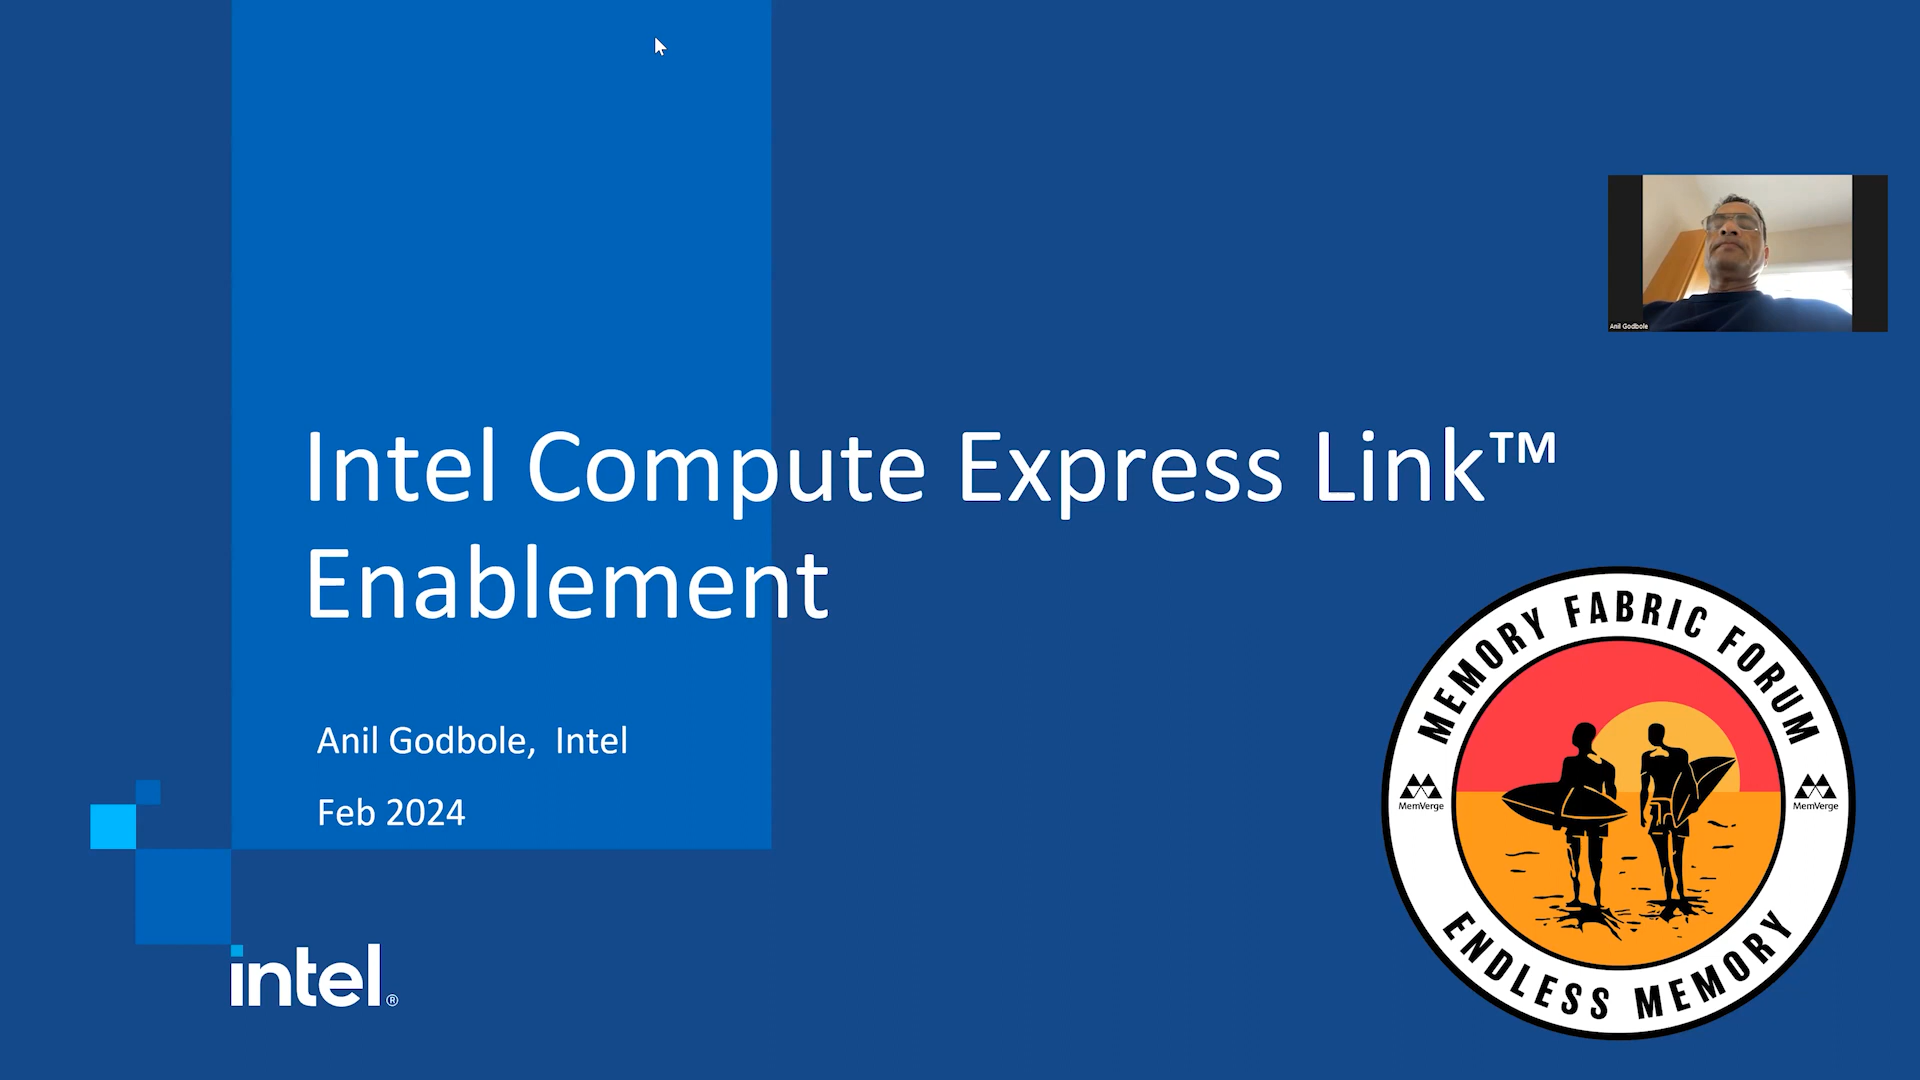 Anil Godbole
Intel Compute Express Link™
Enablement
Anil Godbole, Intel
Feb 2024
intel®
MEMORY FABRIC FORUM
MemVerge
MemVerge
ENDLESS MEMORY